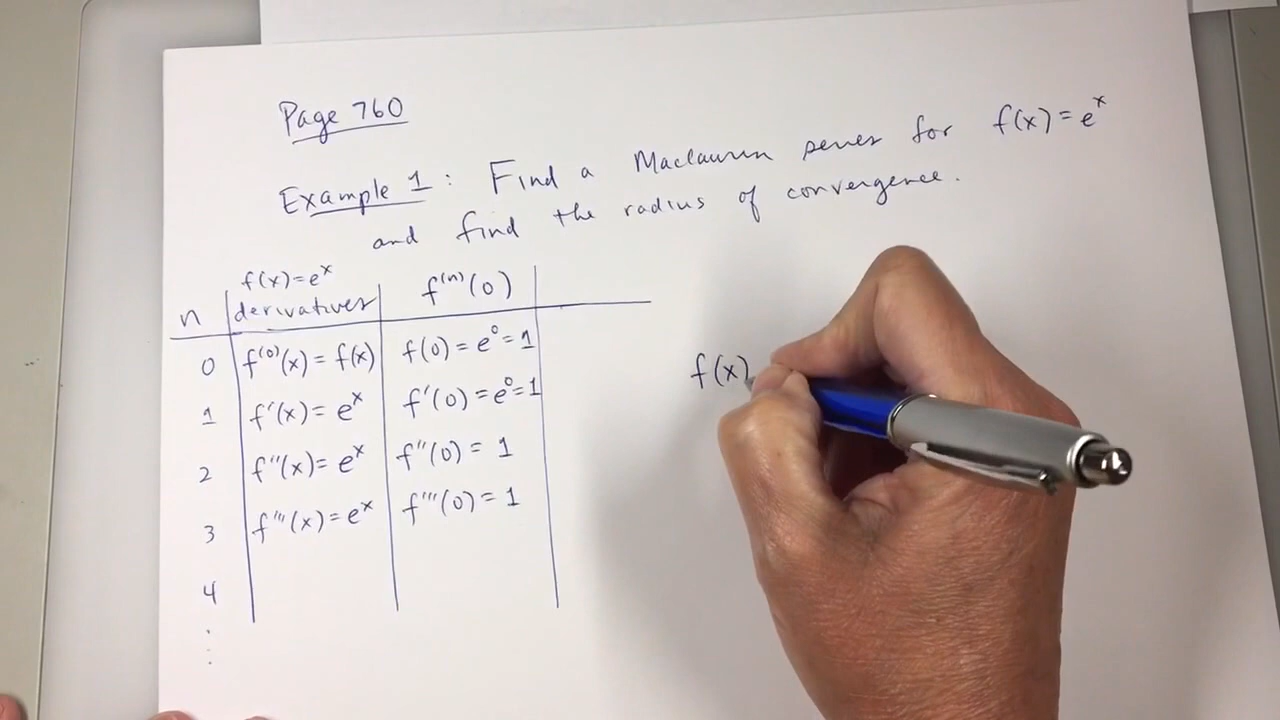 Page 760
Example 1: Find a Maclaurin series for f(x) = e^x
and find the radius of convergence.
f(x) = e^x
n derivatives f^(n)(0)
0 f^(0)(x) = f(x) f(0) = e^0 = 1
1 f'(x) = e^x f'(0) = e^0 = 1
2 f''(x) = e^x f''(0) = 1
3 f'''(x) = e^x f'''(0) = 1
4
⋮
f(x)